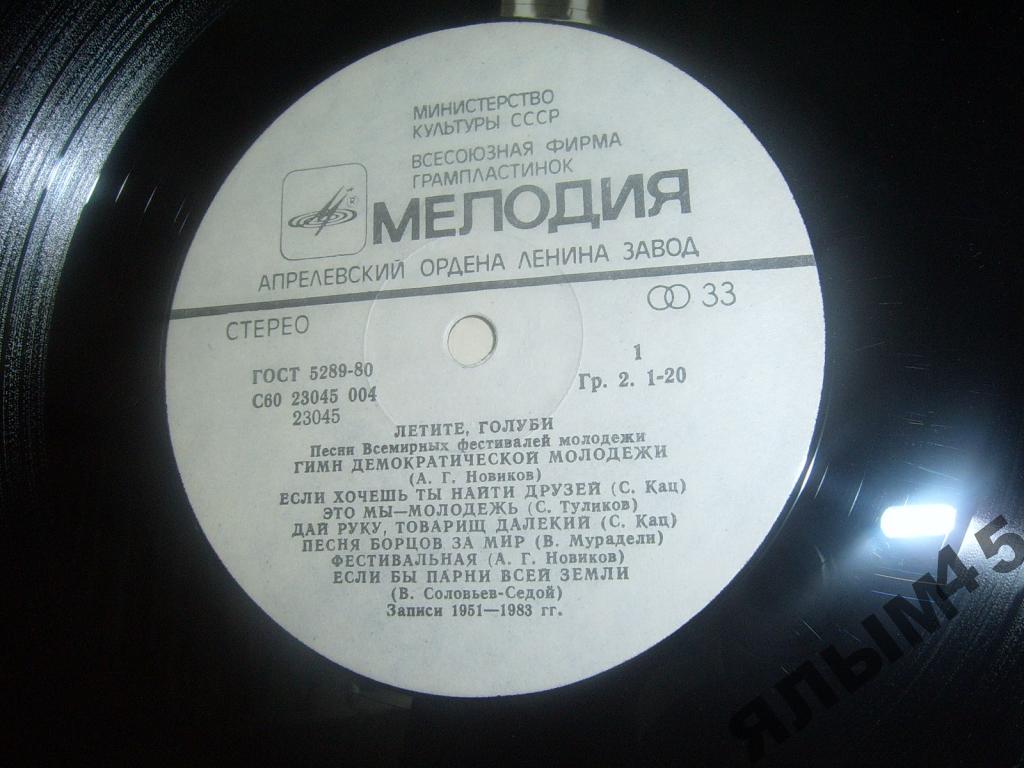 МИНИСТЕРСТВО
КУЛЬТУРЫ СССР
ВСЕСОЮЗНАЯ ФИРМА
ГРАМПЛАСТИНОК
МЕЛОДИЯ
R
АПРЕЛЕВСКИЙ ОРДЕНА ЛЕНИНА ЗАВОД
СТЕРЕО
33
ГОСТ 5289-80
С60 23045 004
23045
1
Гр. 2. 1-20
ЛЕТИТЕ, ГОЛУБИ
Песни Всемирных фестивалей молодежи
ГИМН ДЕМОКРАТИЧЕСКОЙ МОЛОДЕЖИ
(А. Г. Новиков)
ЕСЛИ ХОЧЕШЬ ТЫ НАЙТИ ДРУЗЕЙ (С. Кац)
ЭТО МЫ—МОЛОДЕЖЬ (С. Туликов)
ДАЙ РУКУ, ТОВАРИЩ ДАЛЕКИЙ (С. Кац)
ПЕСНЯ БОРЦОВ ЗА МИР (В. Мурадели)
ФЕСТИВАЛЬНАЯ (А. Г. Новиков)
ЕСЛИ БЫ ПАРНИ ВСЕЙ ЗЕМЛИ
(В. Соловьев-Седой)
Записи 1951—1983 гг.
ЯЛЫМ45